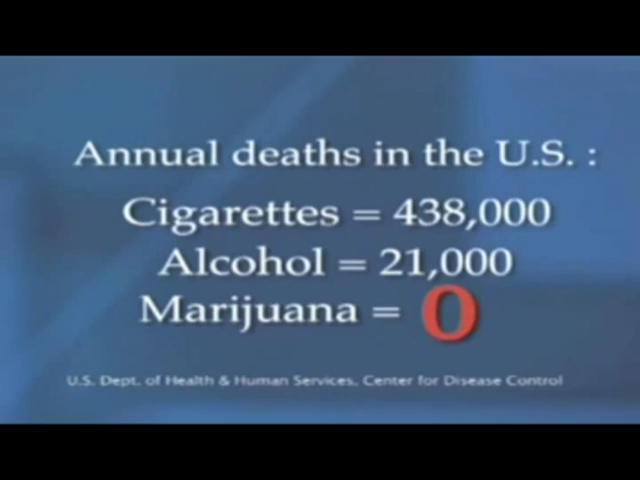 Annual deaths in the U.S. :
Cigarettes = 438,000
Alcohol = 21,000
Marijuana = 0
U.S. Dept. of Health & Human Services, Center for Disease Control